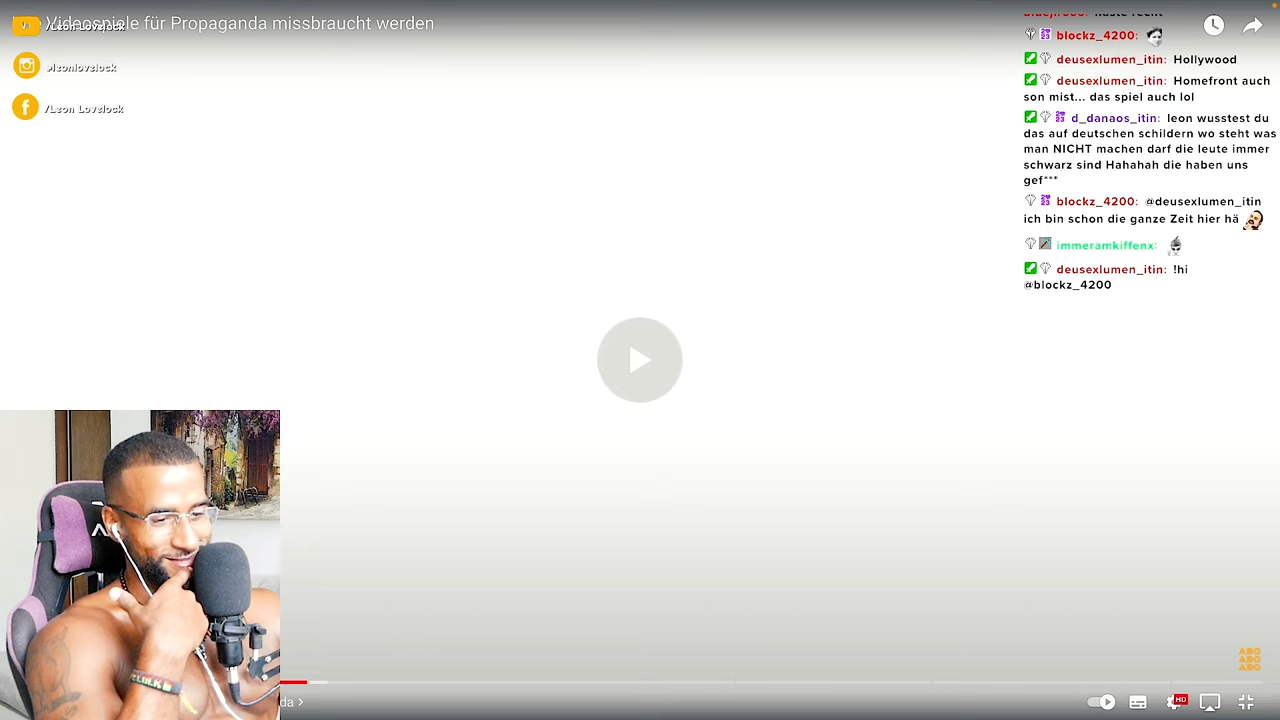 Videospiele für Propaganda missbraucht werden
/Leon Lovelock
leonlovelock
/Leon Lovelock
blockz_4200:
deusexlumen_itin: Hollywood
deusexlumen_itin: Homefront auch
son mist... das spiel auch lol
d_danaos_itin: leon wusstest du
das auf deutschen schildern wo steht was
man NICHT machen darf die leute immer
schwarz sind Hahahah die haben uns
gef***
blockz_4200: @deusexlumen_itin
ich bin schon die ganze Zeit hier hä
immeramkiffenx:
deusexlumen_itin: !hi
@blockz_4200
ABO
ABO
ABO
da >
HD